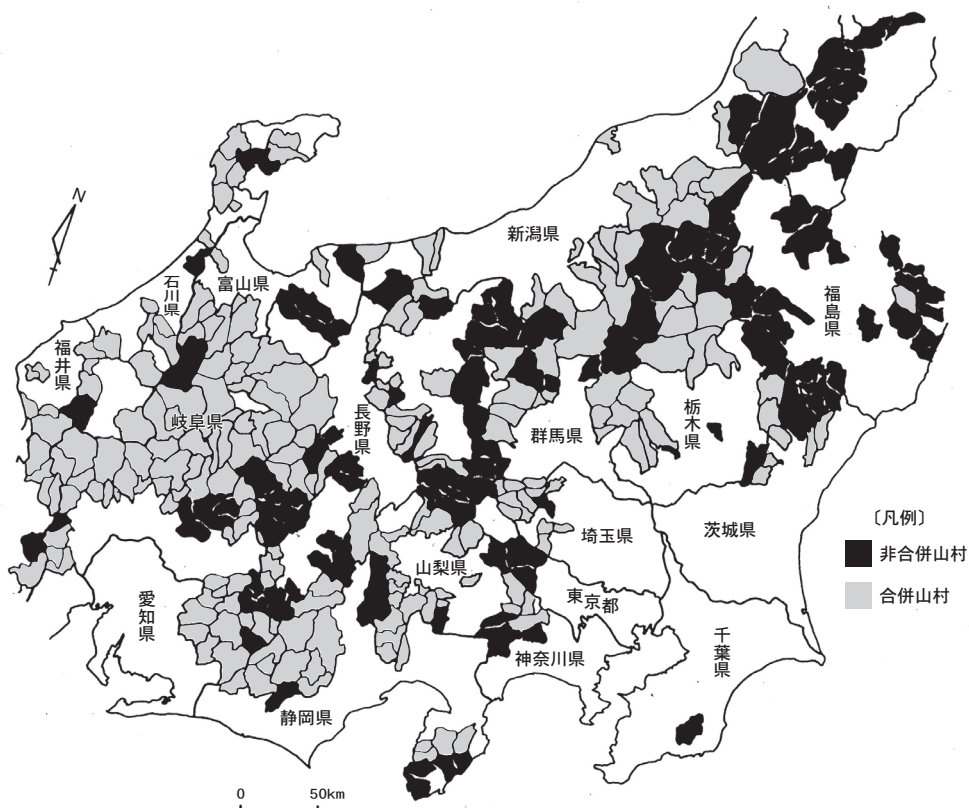 N
新潟県
石川県
富山県
福島県
福井県
長野県
岐阜県
栃木県
群馬県
〔凡例〕
茨城県
埼玉県
非合併山村
山梨県
合併山村
愛知県
東京都
千葉県
神奈川県
静岡県
0 50km